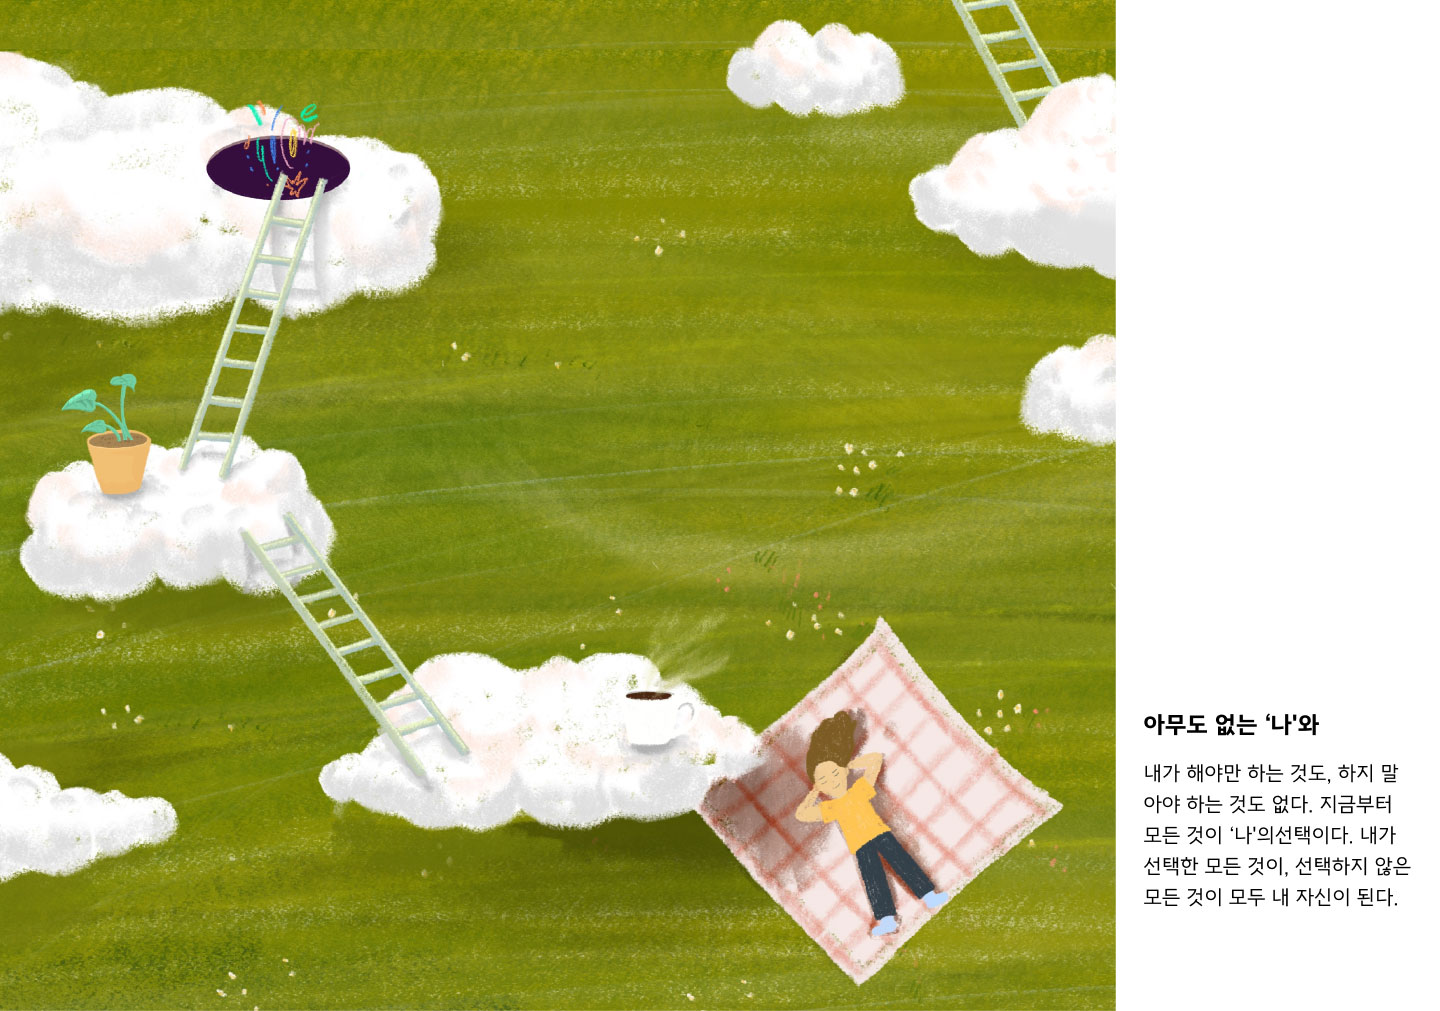 아무도 없는 ‘나'와
내가 해야만 하는 것도, 하지 말
아야 하는 것도 없다. 지금부터
모든 것이 ‘나'의선택이다. 내가
선택한 모든 것이, 선택하지 않은
모든 것이 모두 내 자신이 된다.